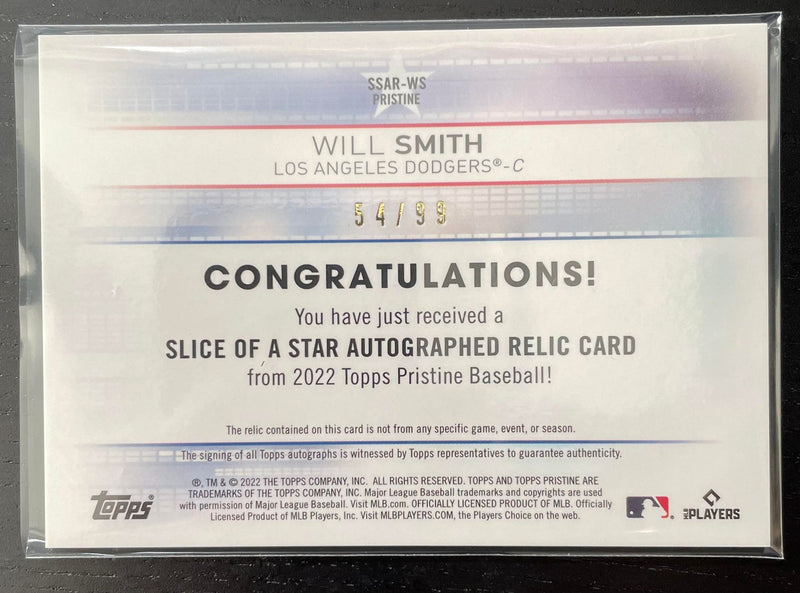 SSAR-WS
PRISTINE
WILL SMITH
LOS ANGELES DODGERS®-C
54/99
CONGRATULATIONS!
You have just received a
SLICE OF A STAR AUTOGRAPHED RELIC CARD
from 2022 Topps Pristine Baseball!
The relic contained on this card is not from any specific game, event, or season.
The signing of all Topps autographs is witnessed by Topps representatives to guarantee authenticity.
®, TM & © 2022 THE TOPPS COMPANY, INC. ALL RIGHTS RESERVED. TOPPS AND TOPPS PRISTINE ARE
TRADEMARKS OF THE TOPPS COMPANY, INC. Major League Baseball trademarks and copyrights are used
with permission of Major League Baseball. Visit MLB.com. OFFICIALLY LICENSED PRODUCT OF MLB. Officially
Licensed Product of MLB Players, Inc. Visit MLBPLAYERS.COM, the Players Choice on the web.
topps®
MLB PLAYERS